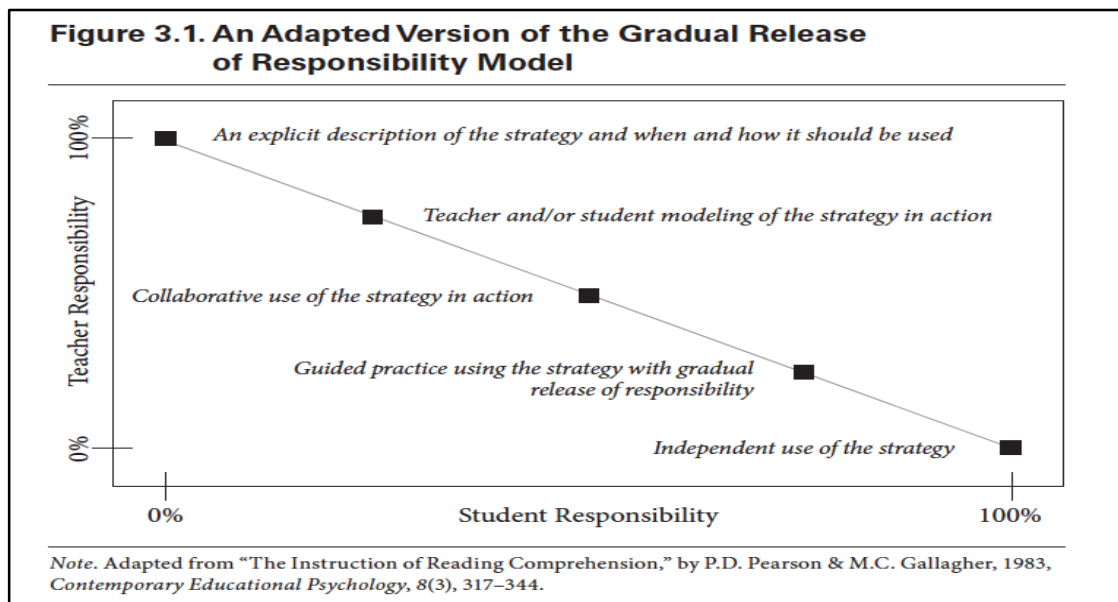 Figure 3.1. An Adapted Version of the Gradual Release
of Responsibility Model
100%
An explicit description of the strategy and when and how it should be used
Teacher and/or student modeling of the strategy in action
Teacher Responsibility
Collaborative use of the strategy in action
Guided practice using the strategy with gradual
release of responsibility
0%
Independent use of the strategy
0%
Student Responsibility
100%
Note. Adapted from “The Instruction of Reading Comprehension,” by P.D. Pearson & M.C. Gallagher, 1983,
Contemporary Educational Psychology, 8(3), 317–344.